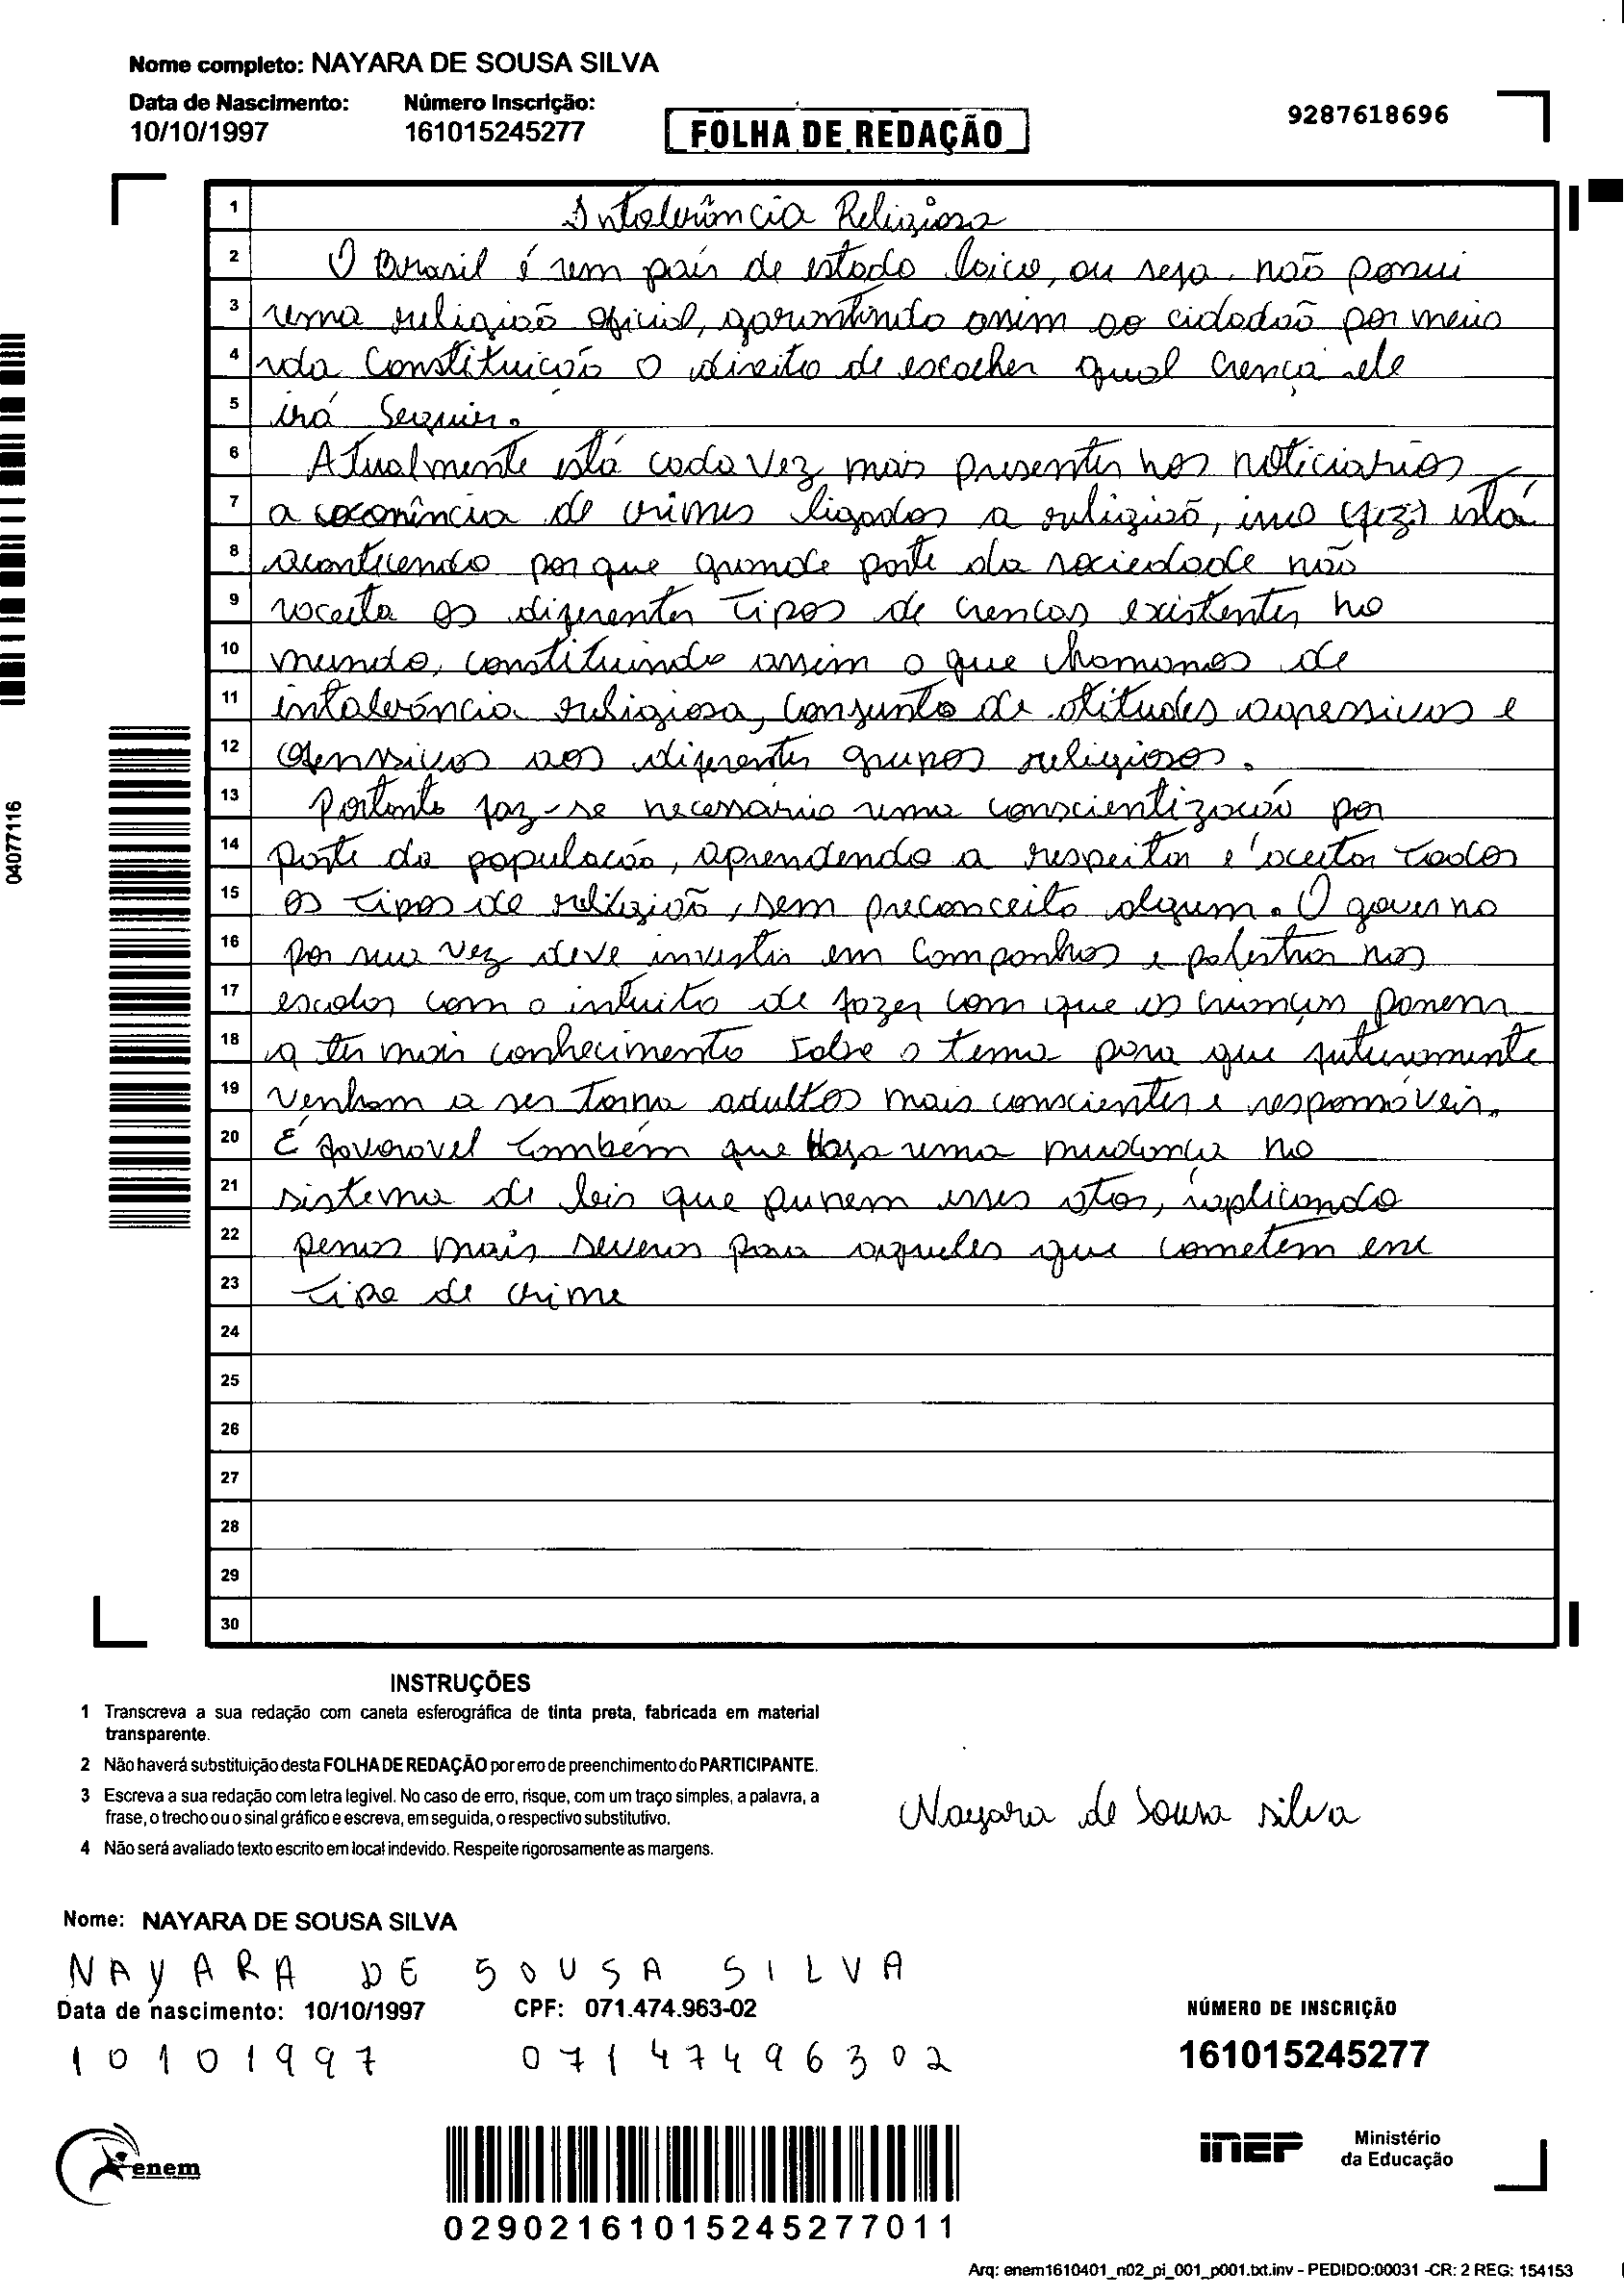 Nome completo: NAYARA DE SOUSA SILVA
Data de Nascimento: Número Inscrição:
10/10/1997 161015245277
FOLHA DE REDAÇÃO
9287618696
1 Intolerância Religiosa
2 O Brasil é um país de estado laico, ou seja, não possui
3 uma religião oficial, garantindo assim ao cidadão por meio
4 da Constituição o direito de escolher qual crença ele
5 irá seguir.
6 Atualmente está cada vez mais presentes nos noticiários
7 a ocorrência de crimes ligados a religião, isso (fez) está
8 acontecendo por que grande parte da sociedade não
9 aceita os diferentes tipos de crenças existentes no
10 mundo, constituindo assim o que chamamos de
11 intolerância religiosa, conjunto de atitudes agressivas e
12 ofensivas aos diferentes grupos religiosos.
13 Portanto faz-se necessário uma conscientização por
14 parte da população, aprendendo a respeitar e aceitar todos
15 os tipos de religião, sem preconceito algum. O governo
16 por sua vez deve investir em campanhas e palestras nas
17 escolas com o intuito de fazer com que as crianças passem
18 a ter mais conhecimento sobre o tema para que futuramente
19 venham a ser torna adultos mais conscientes e responsáveis.
20 É favoravel também que haja uma mudança no
21 sistema de leis que punem esses atos, aplicando
22 penas mais severas para aqueles que cometem esse
23 tipo de crime
24
25
26
27
28
29
30
04077116
INSTRUÇÕES
1 Transcreva a sua redação com caneta esferográfica de tinta preta, fabricada em material
transparente.
2 Não haverá substituição desta FOLHA DE REDAÇÃO por erro de preenchimento do PARTICIPANTE.
3 Escreva a sua redação com letra legível. No caso de erro, risque, com um traço simples, a palavra, a
frase, o trecho ou o sinal gráfico e escreva, em seguida, o respectivo substitutivo.
4 Não será avaliado texto escrito em local indevido. Respeite rigorosamente as margens.
Nayara de Sousa silva
Nome: NAYARA DE SOUSA SILVA
NAYARA DE SOUSA SILVA
Data de nascimento: 10/10/1997 CPF: 071.474.963-02
10101997 07147496302
NÚMERO DE INSCRIÇÃO
161015245277
enem
02902161015245277011
INEP
Ministério
da Educação
Arq: enem1610401_n02_pi_001_p001.txt.inv - PEDIDO:00031 -CR: 2 REG: 154153